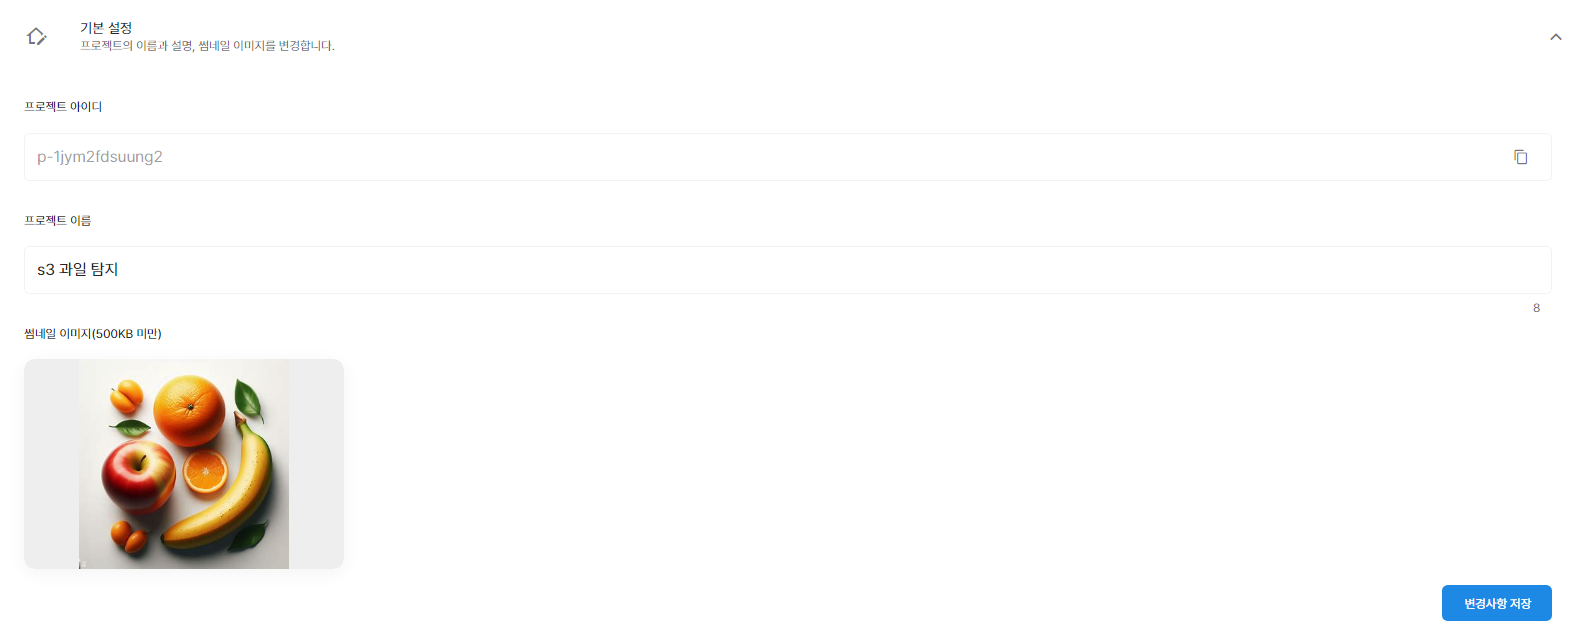 기본 설정
프로젝트의 이름과 설명, 썸네일 이미지를 변경합니다.
프로젝트 아이디
p-1jym2fdsuung2
프로젝트 이름
s3 과일 탐지
8
썸네일 이미지(500KB 미만)
변경사항 저장